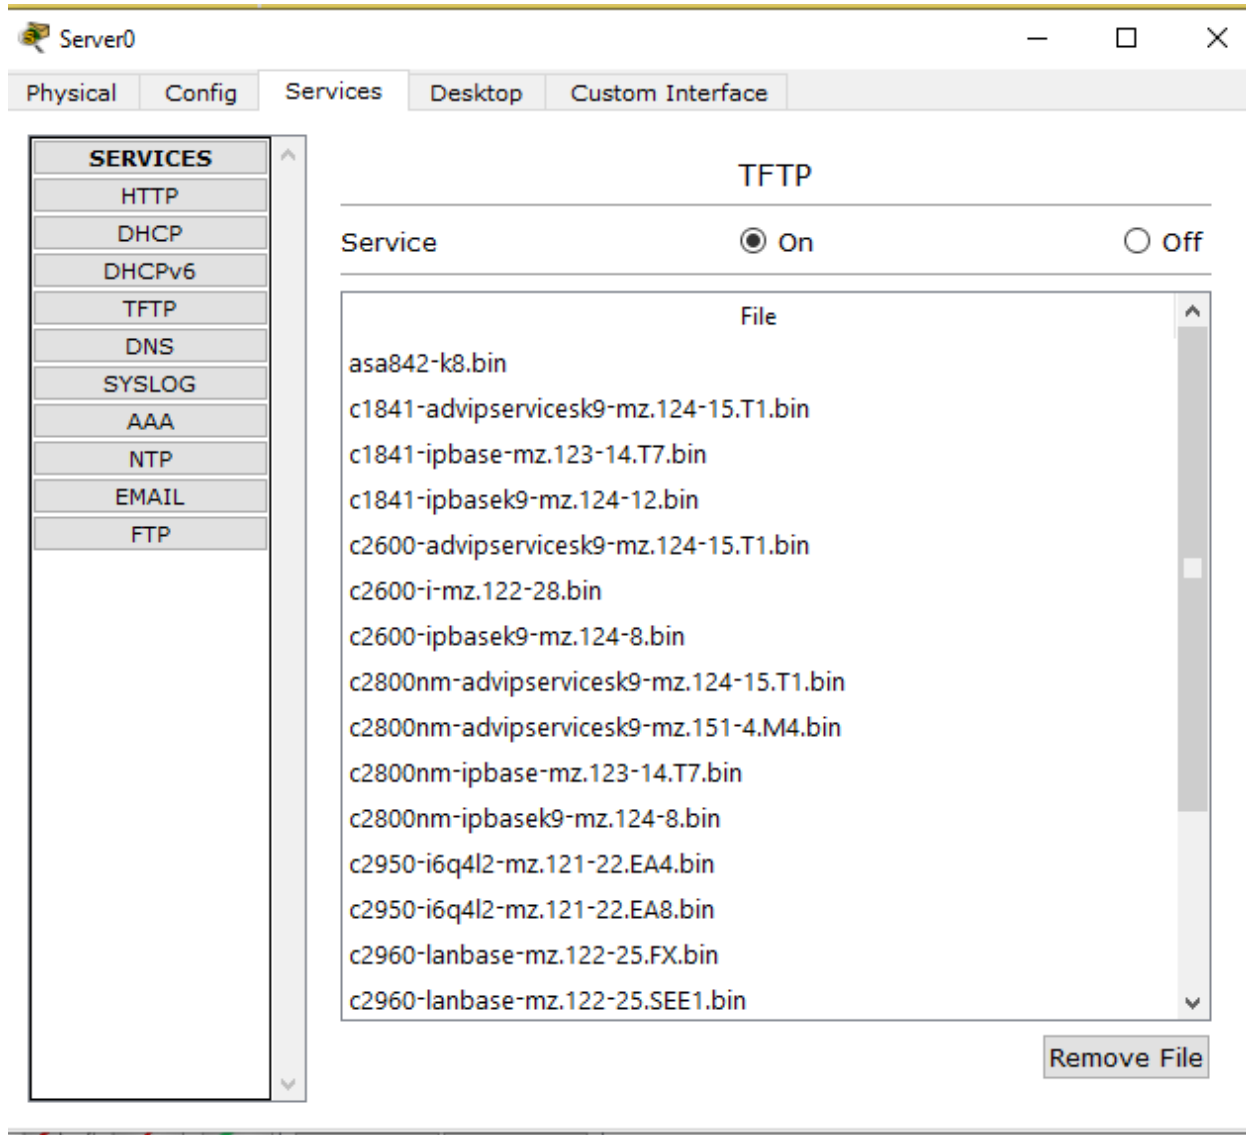 Server0
Physical Config Services Desktop Custom Interface
SERVICES
HTTP
DHCP
DHCPv6
TFTP
DNS
SYSLOG
AAA
NTP
EMAIL
FTP
TFTP
Service On Off
File
asa842-k8.bin
c1841-advipservicesk9-mz.124-15.T1.bin
c1841-ipbase-mz.123-14.T7.bin
c1841-ipbasek9-mz.124-12.bin
c2600-advipservicesk9-mz.124-15.T1.bin
c2600-i-mz.122-28.bin
c2600-ipbasek9-mz.124-8.bin
c2800nm-advipservicesk9-mz.124-15.T1.bin
c2800nm-advipservicesk9-mz.151-4.M4.bin
c2800nm-ipbase-mz.123-14.T7.bin
c2800nm-ipbasek9-mz.124-8.bin
c2950-i6q4l2-mz.121-22.EA4.bin
c2950-i6q4l2-mz.121-22.EA8.bin
c2960-lanbase-mz.122-25.FX.bin
c2960-lanbase-mz.122-25.SEE1.bin
Remove File